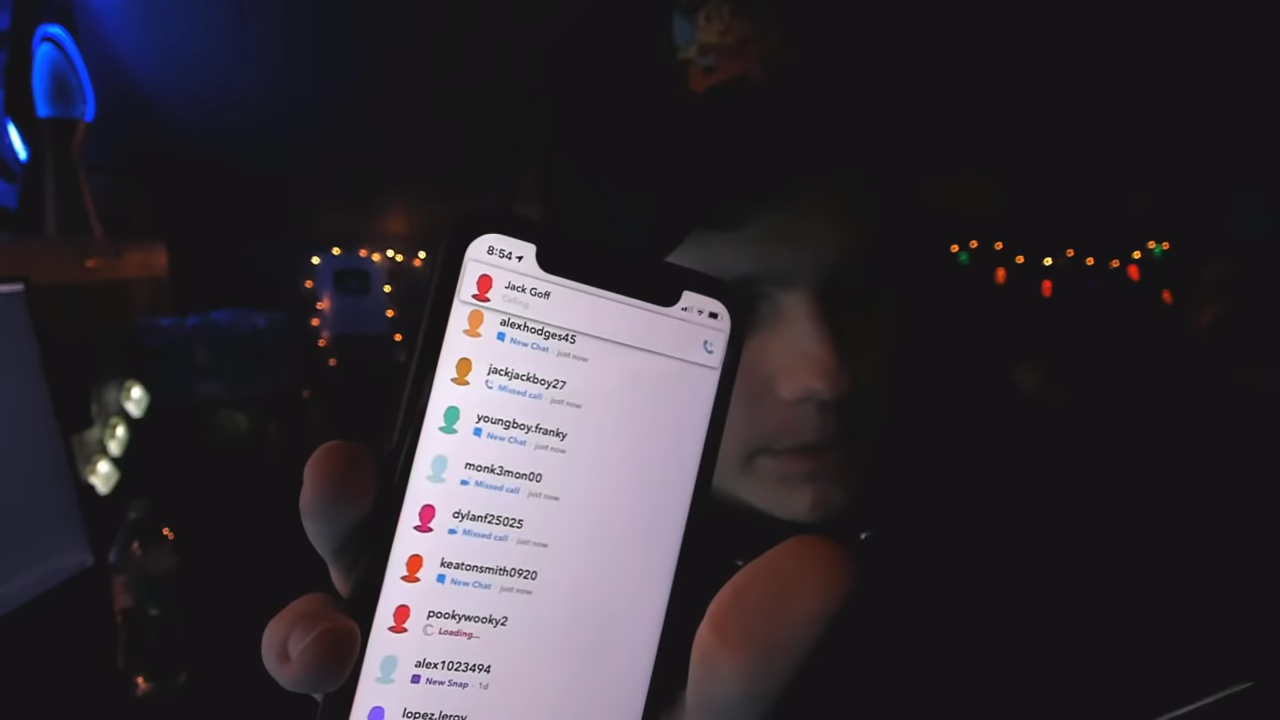 8:54
Jack Goff
Calling...
alexhodges45
New Chat · just now
jackjackboy27
Missed call · just now
youngboy.franky
New Chat · just now
monk3mon00
Missed call · just now
dylanf25025
Missed call · just now
keatonsmith0920
New Chat · just now
pookywooky2
Loading...
alex1023494
New Snap · 1d
lopez.leroy